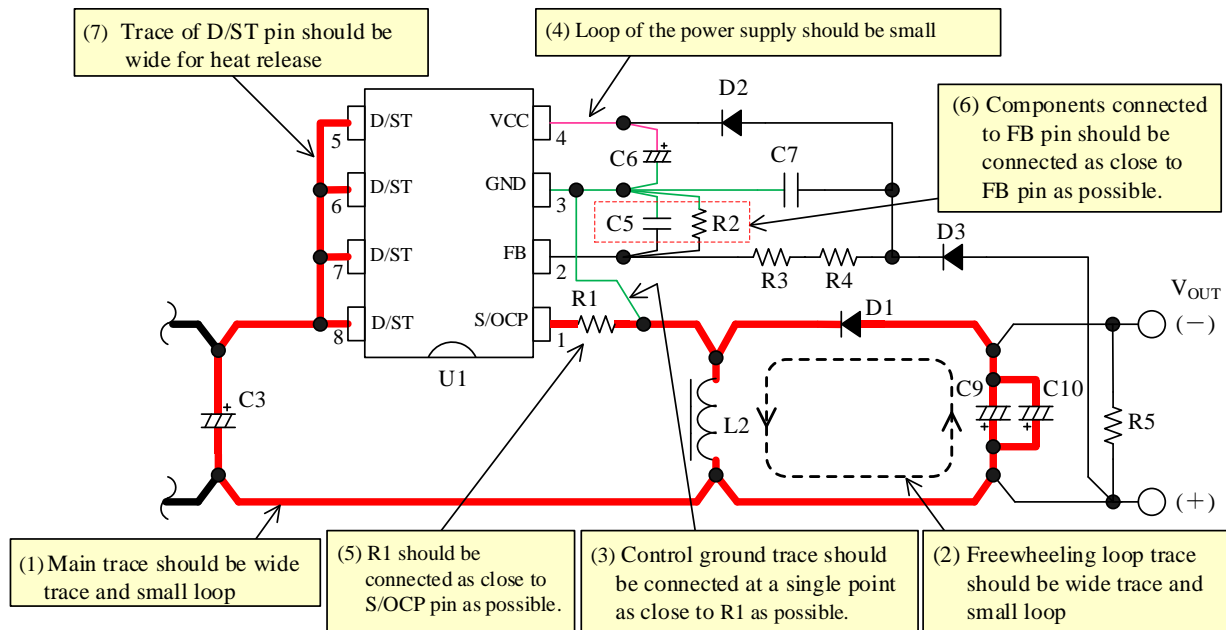 (7) Trace of D/ST pin should be
wide for heat release
(4) Loop of the power supply should be small
(6) Components connected
to FB pin should be
connected as close to
FB pin as possible.
D2
D/ST
VCC
5
4
C6
+
C7
D/ST
GND
6
3
C5
R2
D/ST
FB
7
2
R3
R4
D3
R1
D/ST
S/OCP
8
1
D1
VOUT
(−)
U1
C3
+
L2
C9
C10
+
+
R5
(+)
(1) Main trace should be wide
trace and small loop
(5) R1 should be
connected as close to
S/OCP pin as possible.
(3) Control ground trace should
be connected at a single point
as close to R1 as possible.
(2) Freewheeling loop trace
should be wide trace and
small loop